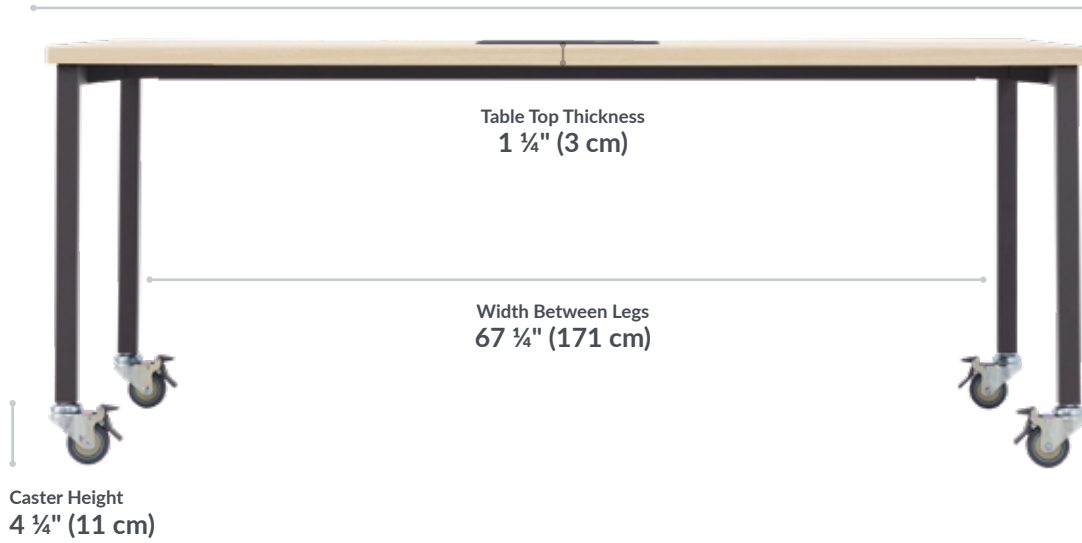 Table Top Thickness
1 ¼" (3 cm)
Width Between Legs
67 ¼" (171 cm)
Caster Height
4 ¼" (11 cm)